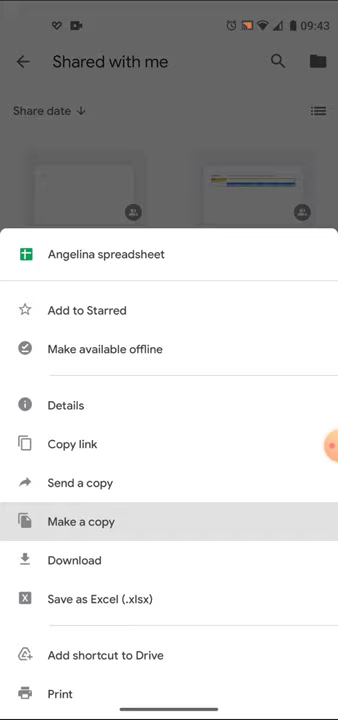 09:43
Shared with me
Share date
Angelina spreadsheet
Add to Starred
Make available offline
Details
Copy link
Send a copy
Make a copy
Download
X Save as Excel (.xlsx)
Add shortcut to Drive
Print